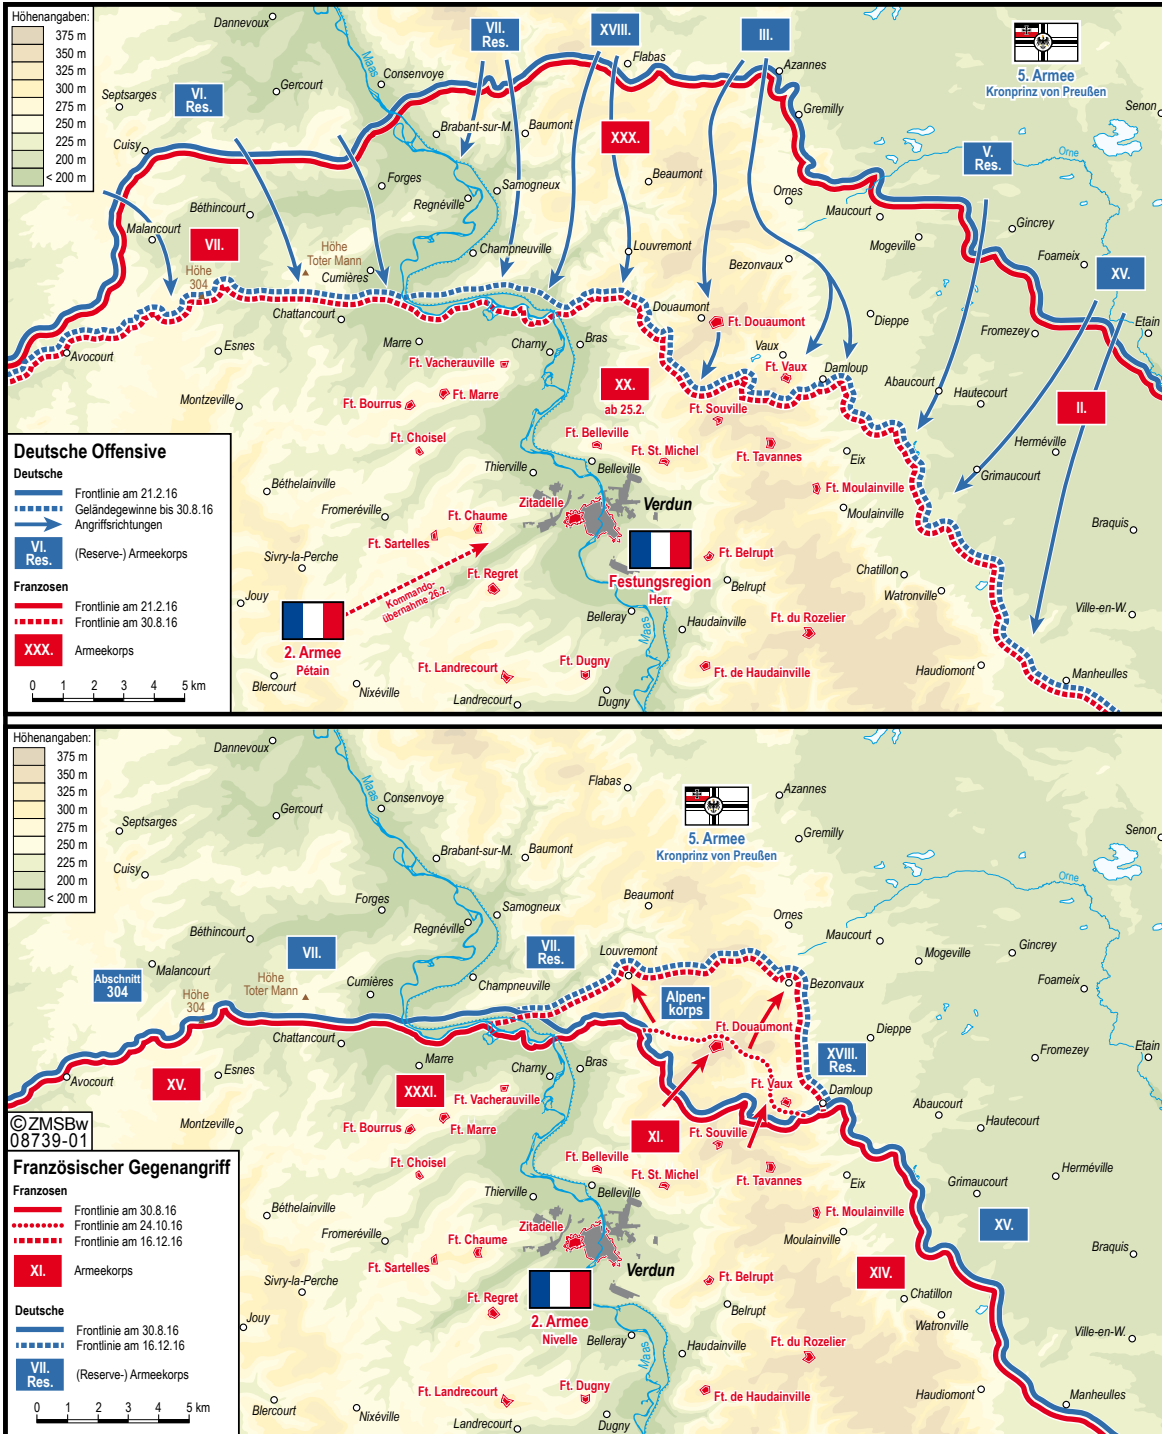 Höhenangaben:
375 m
350 m
325 m
300 m
275 m
250 m
225 m
200 m
< 200 m
Dannevoux
Maas
VII.
Res.
XVIII.
III.
Flabas
Azannes
5. Armee
Kronprinz von Preußen
Consenvoye
Gercourt
Septsarges
VI.
Res.
Cuisy
Brabant-sur-M.
Baumont
XXX.
Gremilly
Senon
Orne
V.
Res.
Forges
Samogneux
Regnéville
Beaumont
Ornes
Maucourt
Béthincourt
Malancourt
VII.
Höhe
304
Höhe
Toter Mann
Cumières
Champneuville
Louvremont
Bezonvaux
Mogeville
Gincrey
Foameix
XV.
Chattancourt
Douaumont
Ft. Douaumont
Dieppe
Fromezey
Etain
Avocourt
Esnes
Marre
Charny
Bras
Vaux
Ft. Vaux
Damloup
Ft. Vacherauville
Montzeville
Ft. Bourrus
Ft. Marre
XX.
ab 25.2.
Ft. Souville
Abaucourt
Hautecourt
II.
Ft. Choisel
Ft. Belleville
Ft. St. Michel
Ft. Tavannes
Eix
Herméville
Thierville
Belleville
Grimaucourt
Béthelainville
Zitadelle
Verdun
Ft. Moulainville
Moulainville
Fromeréville
Ft. Chaume
Ft. Sartelles
Braquis
Sivry-la-Perche
Ft. Regret
Festungsregion
Herr
Ft. Belrupt
Belrupt
Chatillon
Watronville
Jouy
Kommando-
übernahme 26.2.
2. Armee
Pétain
Belleray
Maas
Haudainville
Ft. du Rozelier
Ville-en-W.
Blercourt
Nixéville
Ft. Landrecourt
Landrecourt
Ft. Dugny
Dugny
Ft. de Haudainville
Haudiomont
Manheulles
Deutsche Offensive
Deutsche
Frontlinie am 21.2.16
Geländegewinne bis 30.8.16
Angriffsrichtungen
VI.
Res.
(Reserve-) Armeekorps
Franzosen
Frontlinie am 21.2.16
Frontlinie am 30.8.16
XXX.
Armeekorps
0 1 2 3 4 5 km
Höhenangaben:
375 m
350 m
325 m
300 m
275 m
250 m
225 m
200 m
< 200 m
Dannevoux
Maas
Consenvoye
Gercourt
Septsarges
Cuisy
Brabant-sur-M.
Baumont
Flabas
5. Armee
Kronprinz von Preußen
Azannes
Gremilly
Senon
Orne
Forges
Samogneux
Regnéville
Beaumont
Ornes
Maucourt
Mogeville
Gincrey
Béthincourt
VII.
VII.
Res.
Louvremont
Malancourt
Abschnitt
304
Höhe
304
Höhe
Toter Mann
Cumières
Champneuville
Alpen-
korps
Bezonvaux
Foameix
Chattancourt
Ft. Douaumont
Dieppe
XVIII.
Res.
Fromezey
Etain
Avocourt
XV.
Esnes
Marre
XXXI.
Charny
Bras
Ft. Vacherauville
Ft. Vaux
Damloup
Montzeville
Ft. Bourrus
Ft. Marre
XI.
Ft. Souville
Abaucourt
Hautecourt
Ft. Choisel
Ft. Belleville
Ft. St. Michel
Ft. Tavannes
Eix
Herméville
Thierville
Belleville
Grimaucourt
Béthelainville
Zitadelle
Verdun
Ft. Moulainville
Moulainville
XV.
Fromeréville
Ft. Chaume
Ft. Sartelles
Braquis
Sivry-la-Perche
Ft. Regret
2. Armee
Nivelle
Ft. Belrupt
Belrupt
XIV.
Chatillon
Watronville
Jouy
Belleray
Maas
Haudainville
Ft. du Rozelier
Ville-en-W.
Blercourt
Nixéville
Ft. Landrecourt
Landrecourt
Ft. Dugny
Dugny
Ft. de Haudainville
Haudiomont
Manheulles
©ZMSBw
08739-01
Französischer Gegenangriff
Franzosen
Frontlinie am 30.8.16
Frontlinie am 24.10.16
Frontlinie am 16.12.16
XI.
Armeekorps
Deutsche
Frontlinie am 30.8.16
Frontlinie am 16.12.16
VII.
Res.
(Reserve-) Armeekorps
0 1 2 3 4 5 km